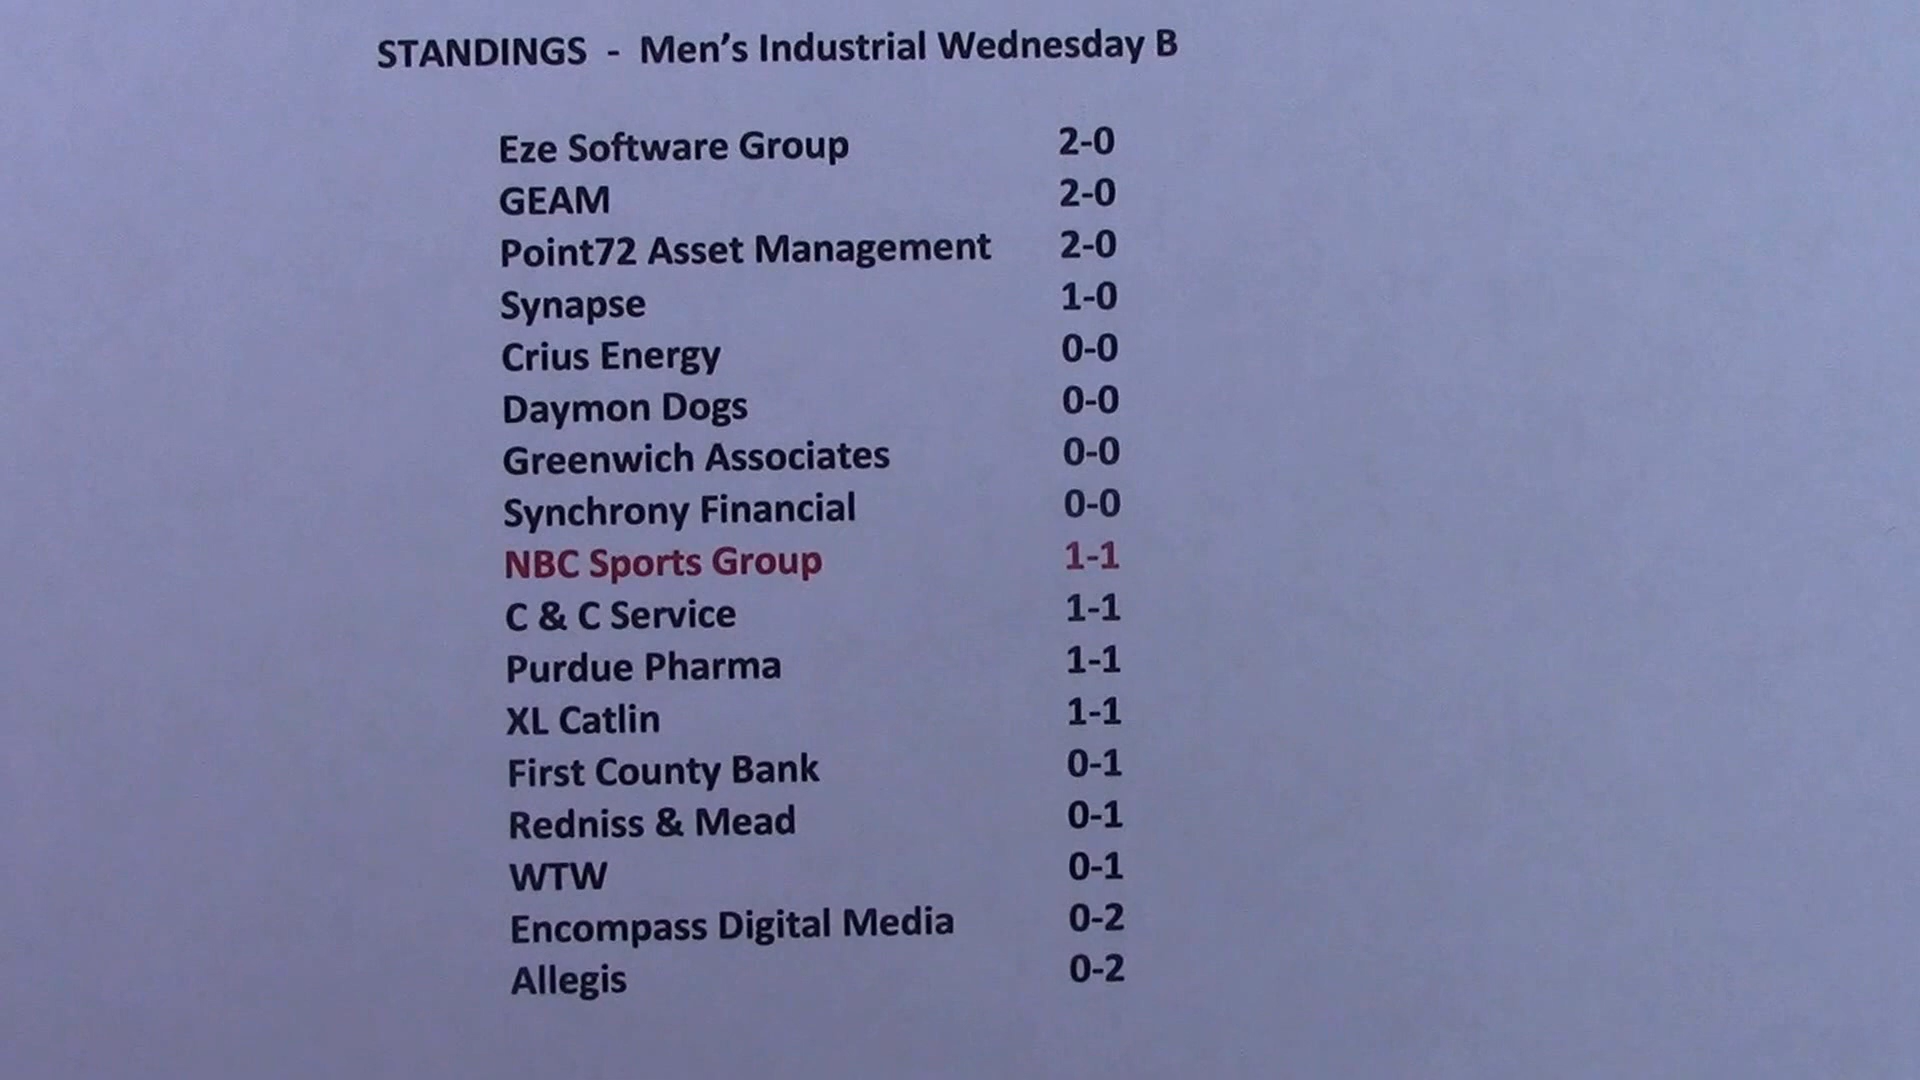 STANDINGS - Men's Industrial Wednesday B
Eze Software Group 2-0
GEAM 2-0
Point72 Asset Management 2-0
Synapse 1-0
Crius Energy 0-0
Daymon Dogs 0-0
Greenwich Associates 0-0
Synchrony Financial 0-0
NBC Sports Group 1-1
C & C Service 1-1
Purdue Pharma 1-1
XL Catlin 1-1
First County Bank 0-1
Redniss & Mead 0-1
WTW 0-1
Encompass Digital Media 0-2
Allegis 0-2